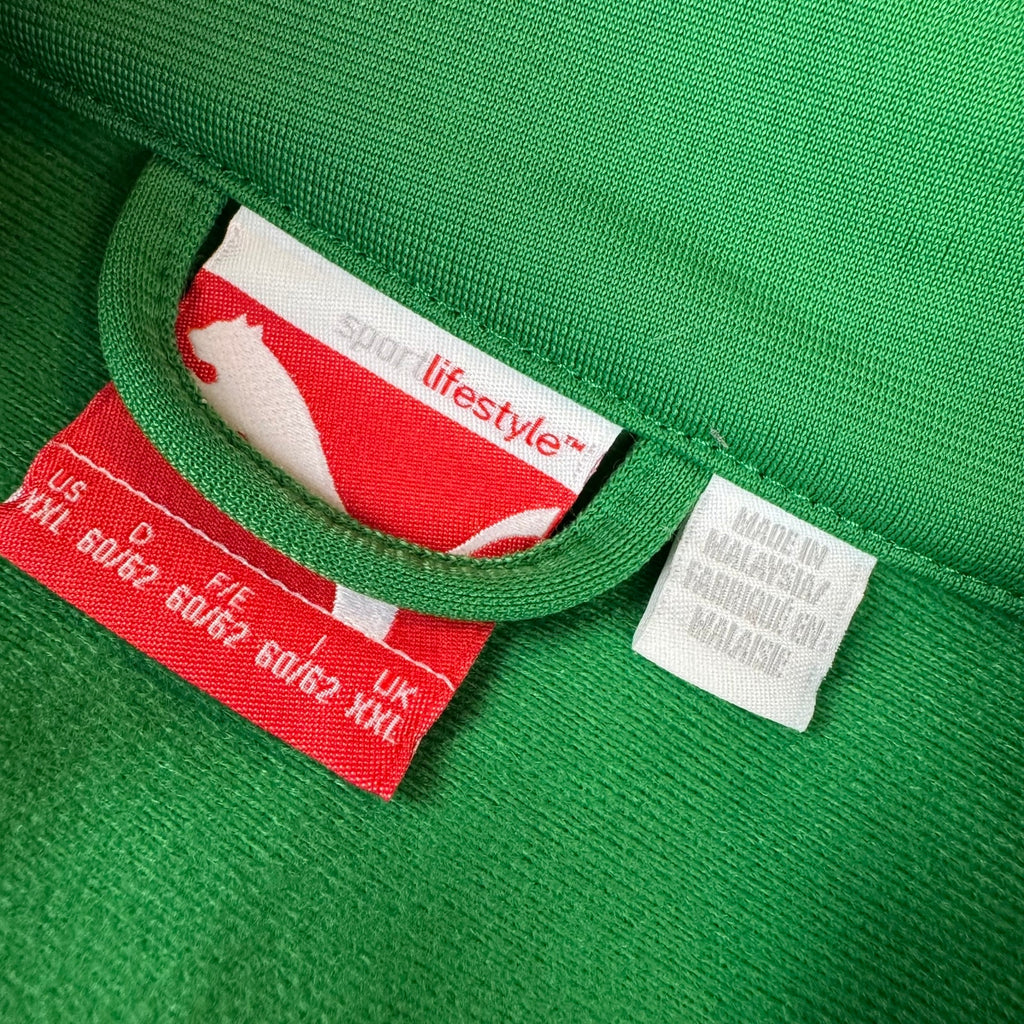 sportlifestyle™
US D F/E I UK
XXL 60/62 60/62 60/62 XXL
MADE IN
MALAYSIA/
FABRIQUÉ EN
MALAISIE